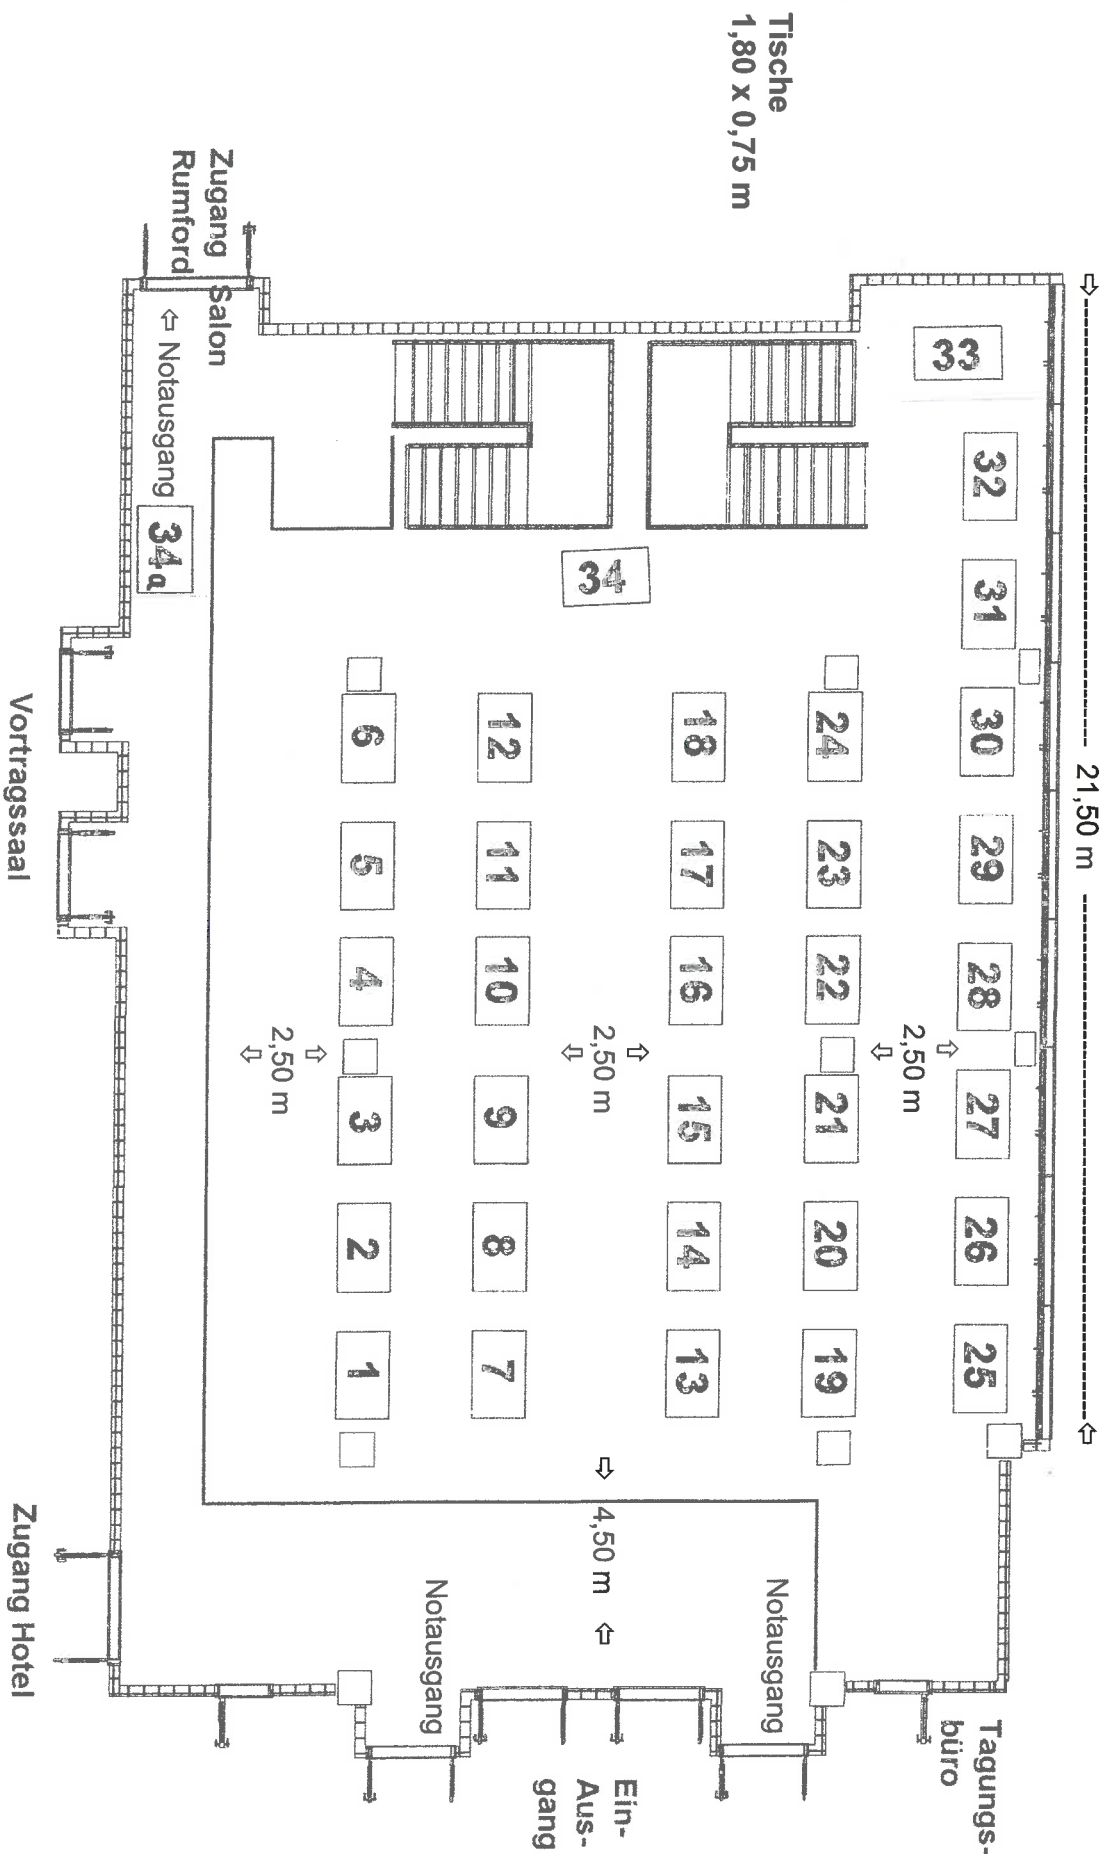 Tische
1,80 x 0,75 m
21,50 m
33
32
31
30
29
28
27
26
25
24
23
22
21
20
19
2,50 m
34
18
17
16
15
14
13
2,50 m
12
11
10
9
8
7
6
5
4
3
2
1
2,50 m
4,50 m
Zugang Salon
Rumford
Notausgang
34a
Vortragssaal
Zugang Hotel
Notausgang
Notausgang
Ein-
Aus-
gang
Tagungs-
büro